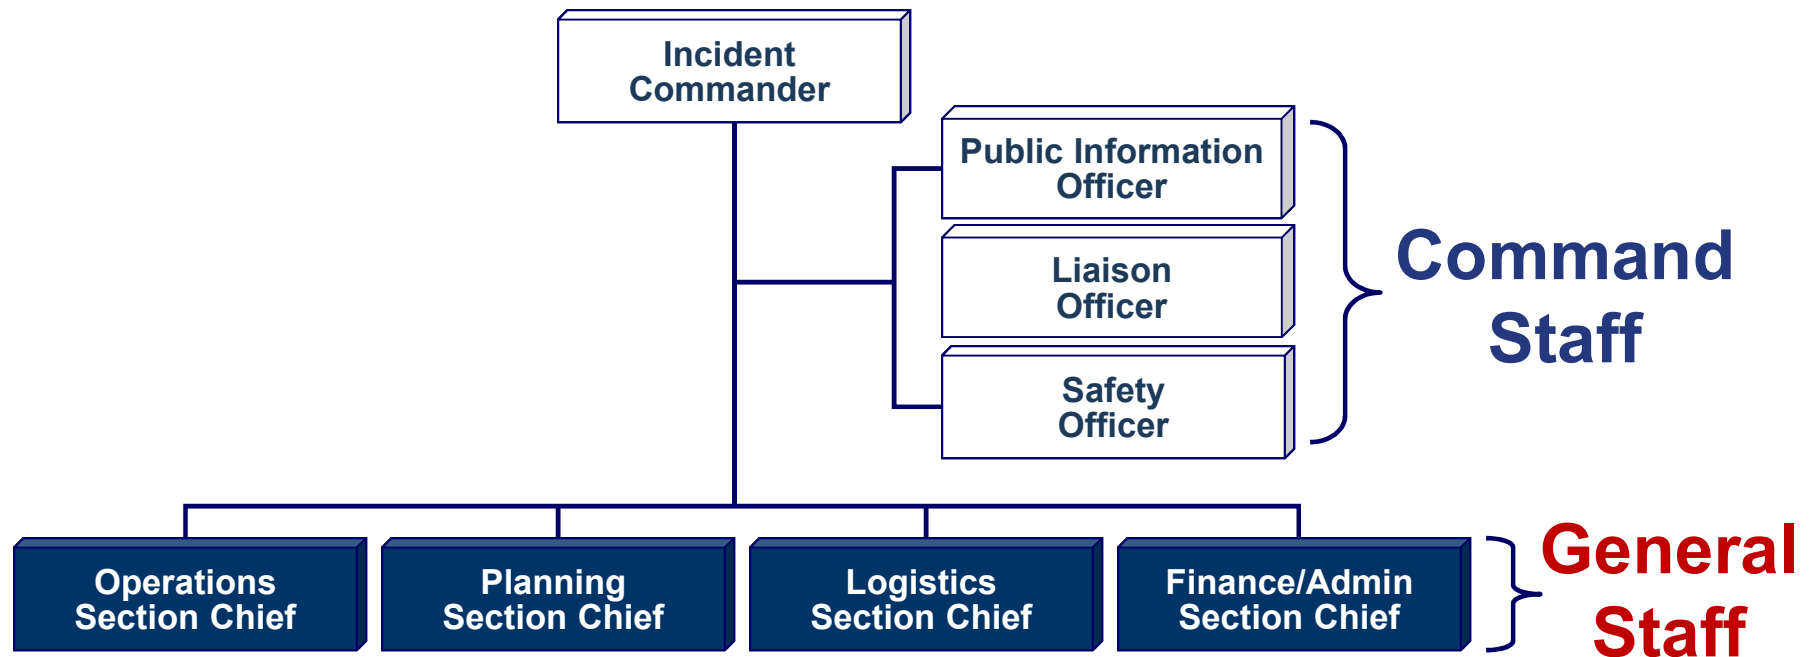 Incident
Commander
Public Information
Officer
Liaison
Officer
Safety
Officer
Command
Staff
Operations
Section Chief
Planning
Section Chief
Logistics
Section Chief
Finance/Admin
Section Chief
General
Staff